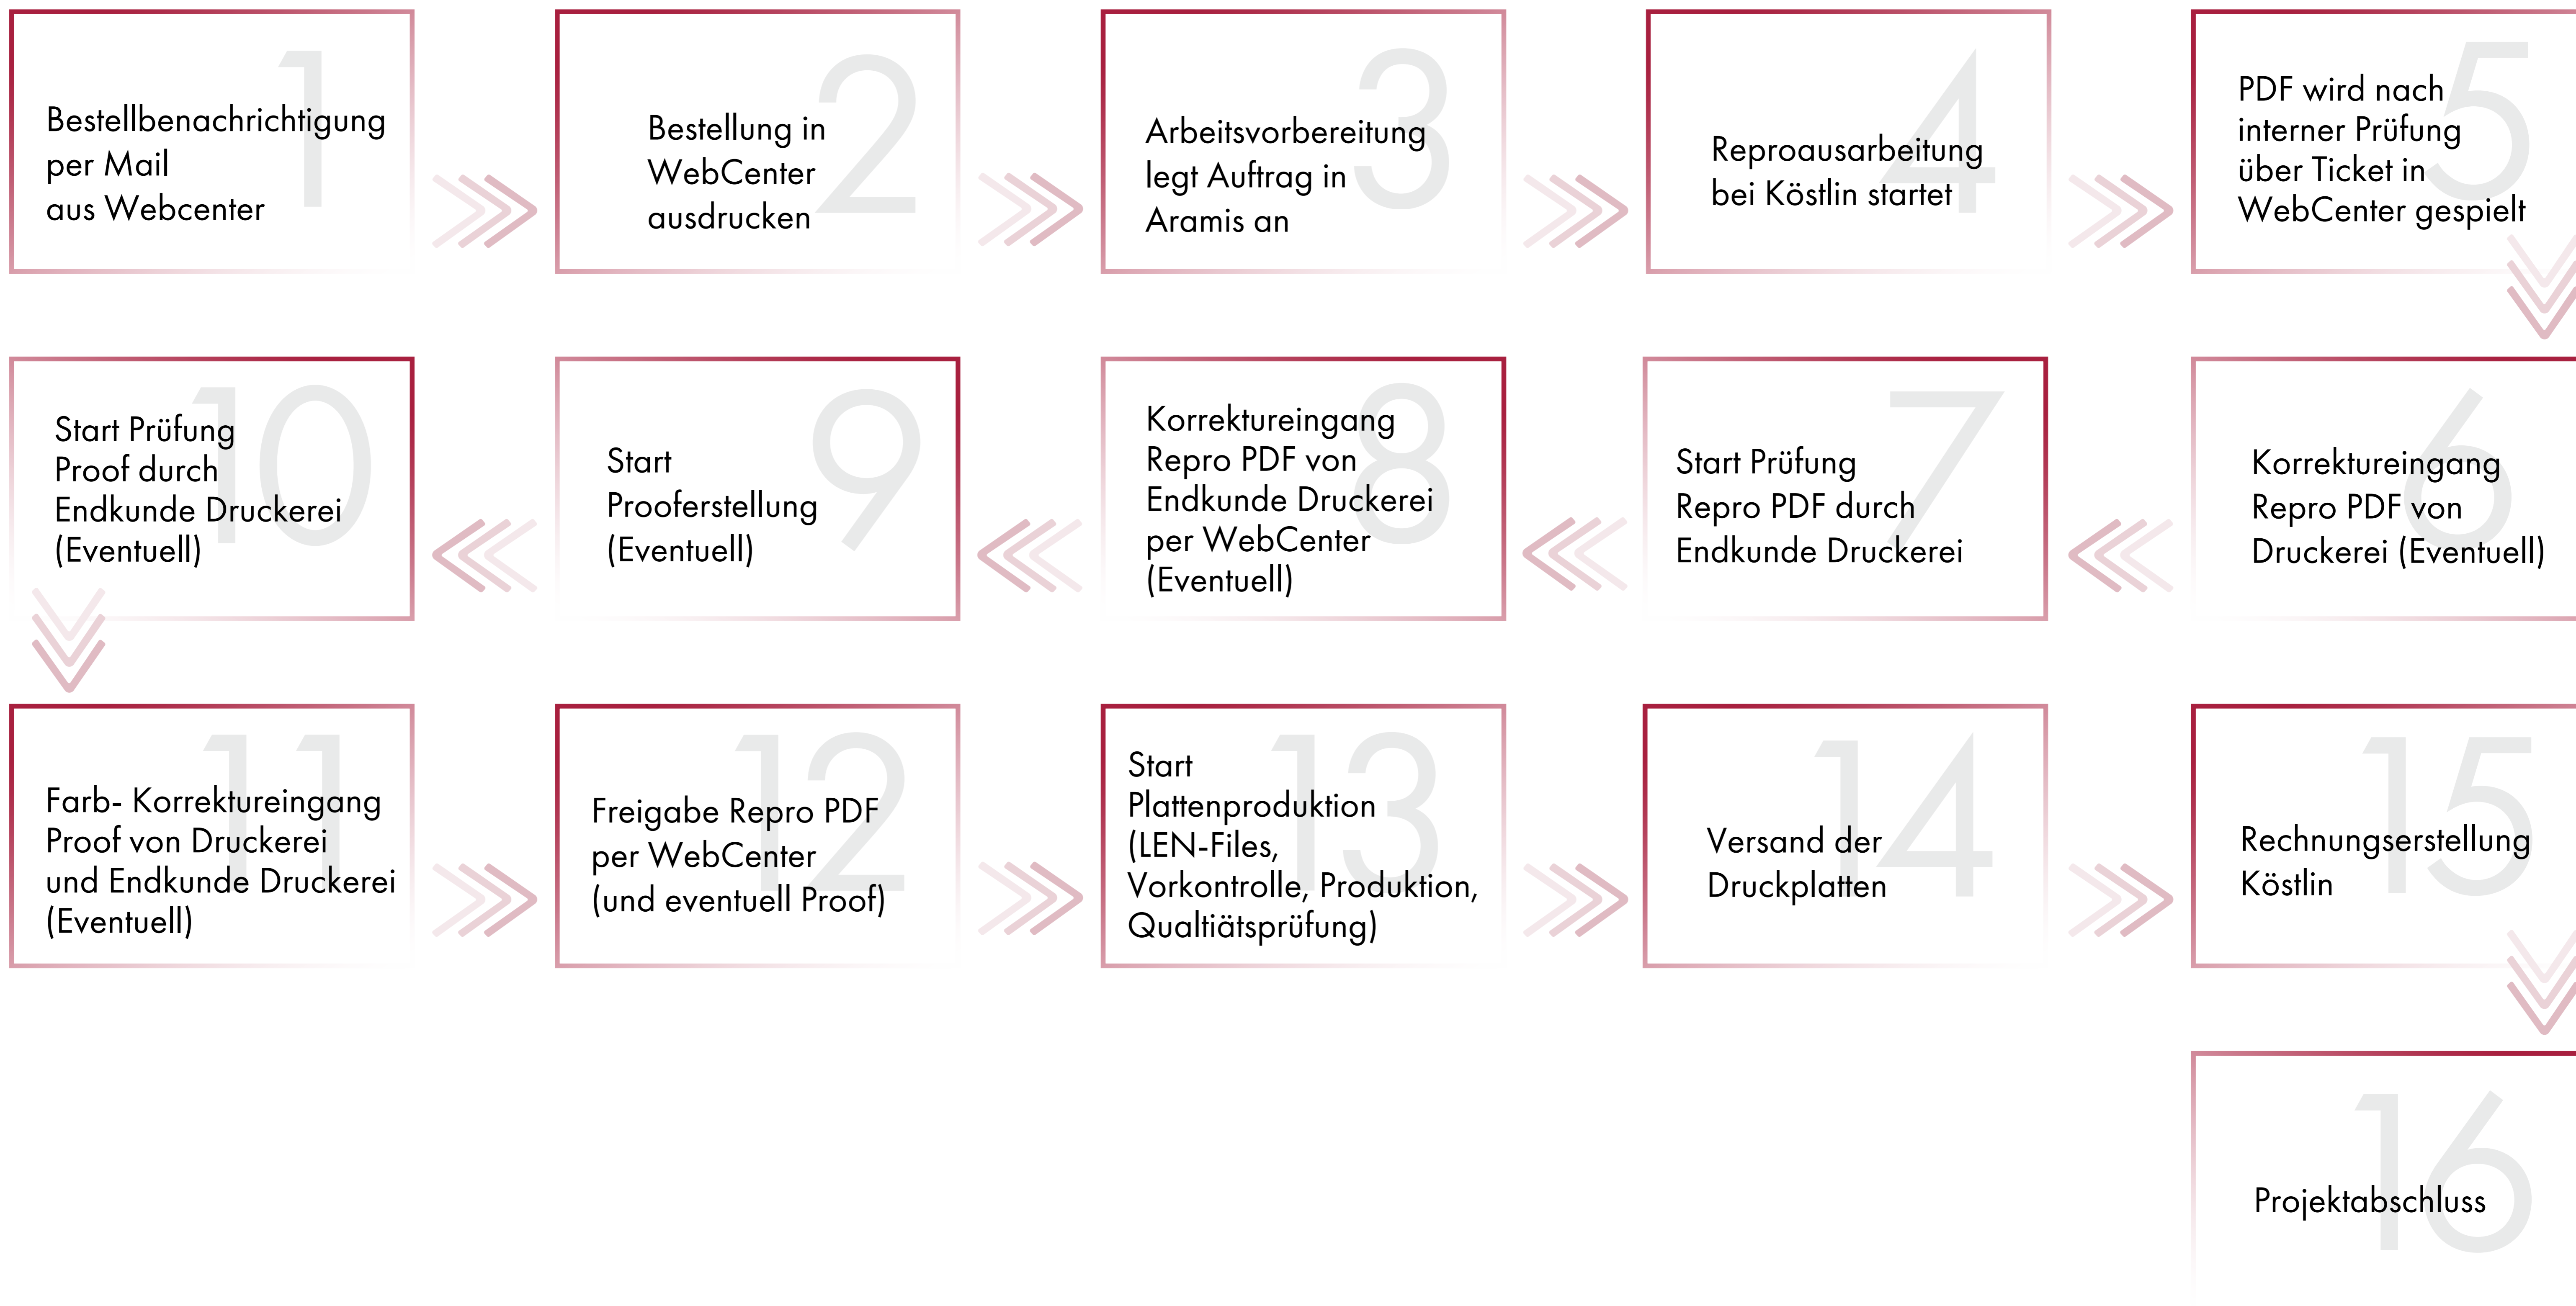 1
Bestellbenachrichtigung
per Mail
aus Webcenter
2
Bestellung in
WebCenter
ausdrucken
3
Arbeitsvorbereitung
legt Auftrag in
Aramis an
4
Reproausarbeitung
bei Köstlin startet
5
PDF wird nach
interner Prüfung
über Ticket in
WebCenter gespielt
6
Korrektureingang
Repro PDF von
Druckerei (Eventuell)
7
Start Prüfung
Repro PDF durch
Endkunde Druckerei
8
Korrektureingang
Repro PDF von
Endkunde Druckerei
per WebCenter
(Eventuell)
9
Start
Prooferstellung
(Eventuell)
10
Start Prüfung
Proof durch
Endkunde Druckerei
(Eventuell)
11
Farb- Korrektureingang
Proof von Druckerei
und Endkunde Druckerei
(Eventuell)
12
Freigabe Repro PDF
per WebCenter
(und eventuell Proof)
13
Start
Plattenproduktion
(LEN-Files,
Vorkontrolle, Produktion,
Qualtiätsprüfung)
14
Versand der
Druckplatten
15
Rechnungserstellung
Köstlin
16
Projektabschluss